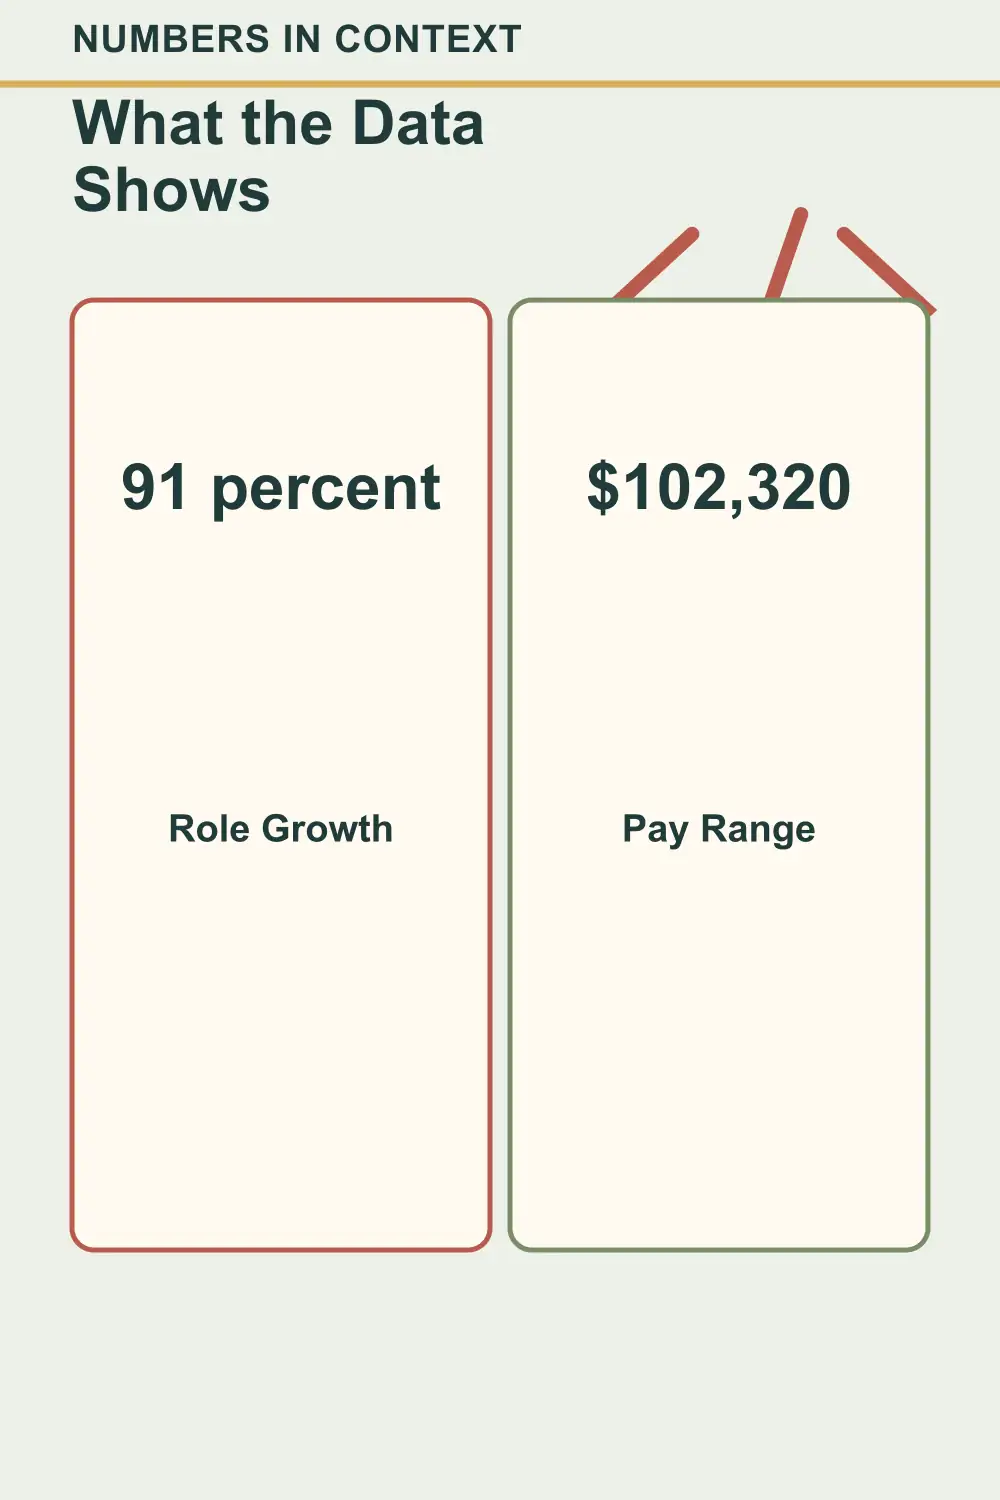 NUMBERS IN CONTEXT
What the Data
Shows
91 percent
$102,320
Role Growth
Pay Range